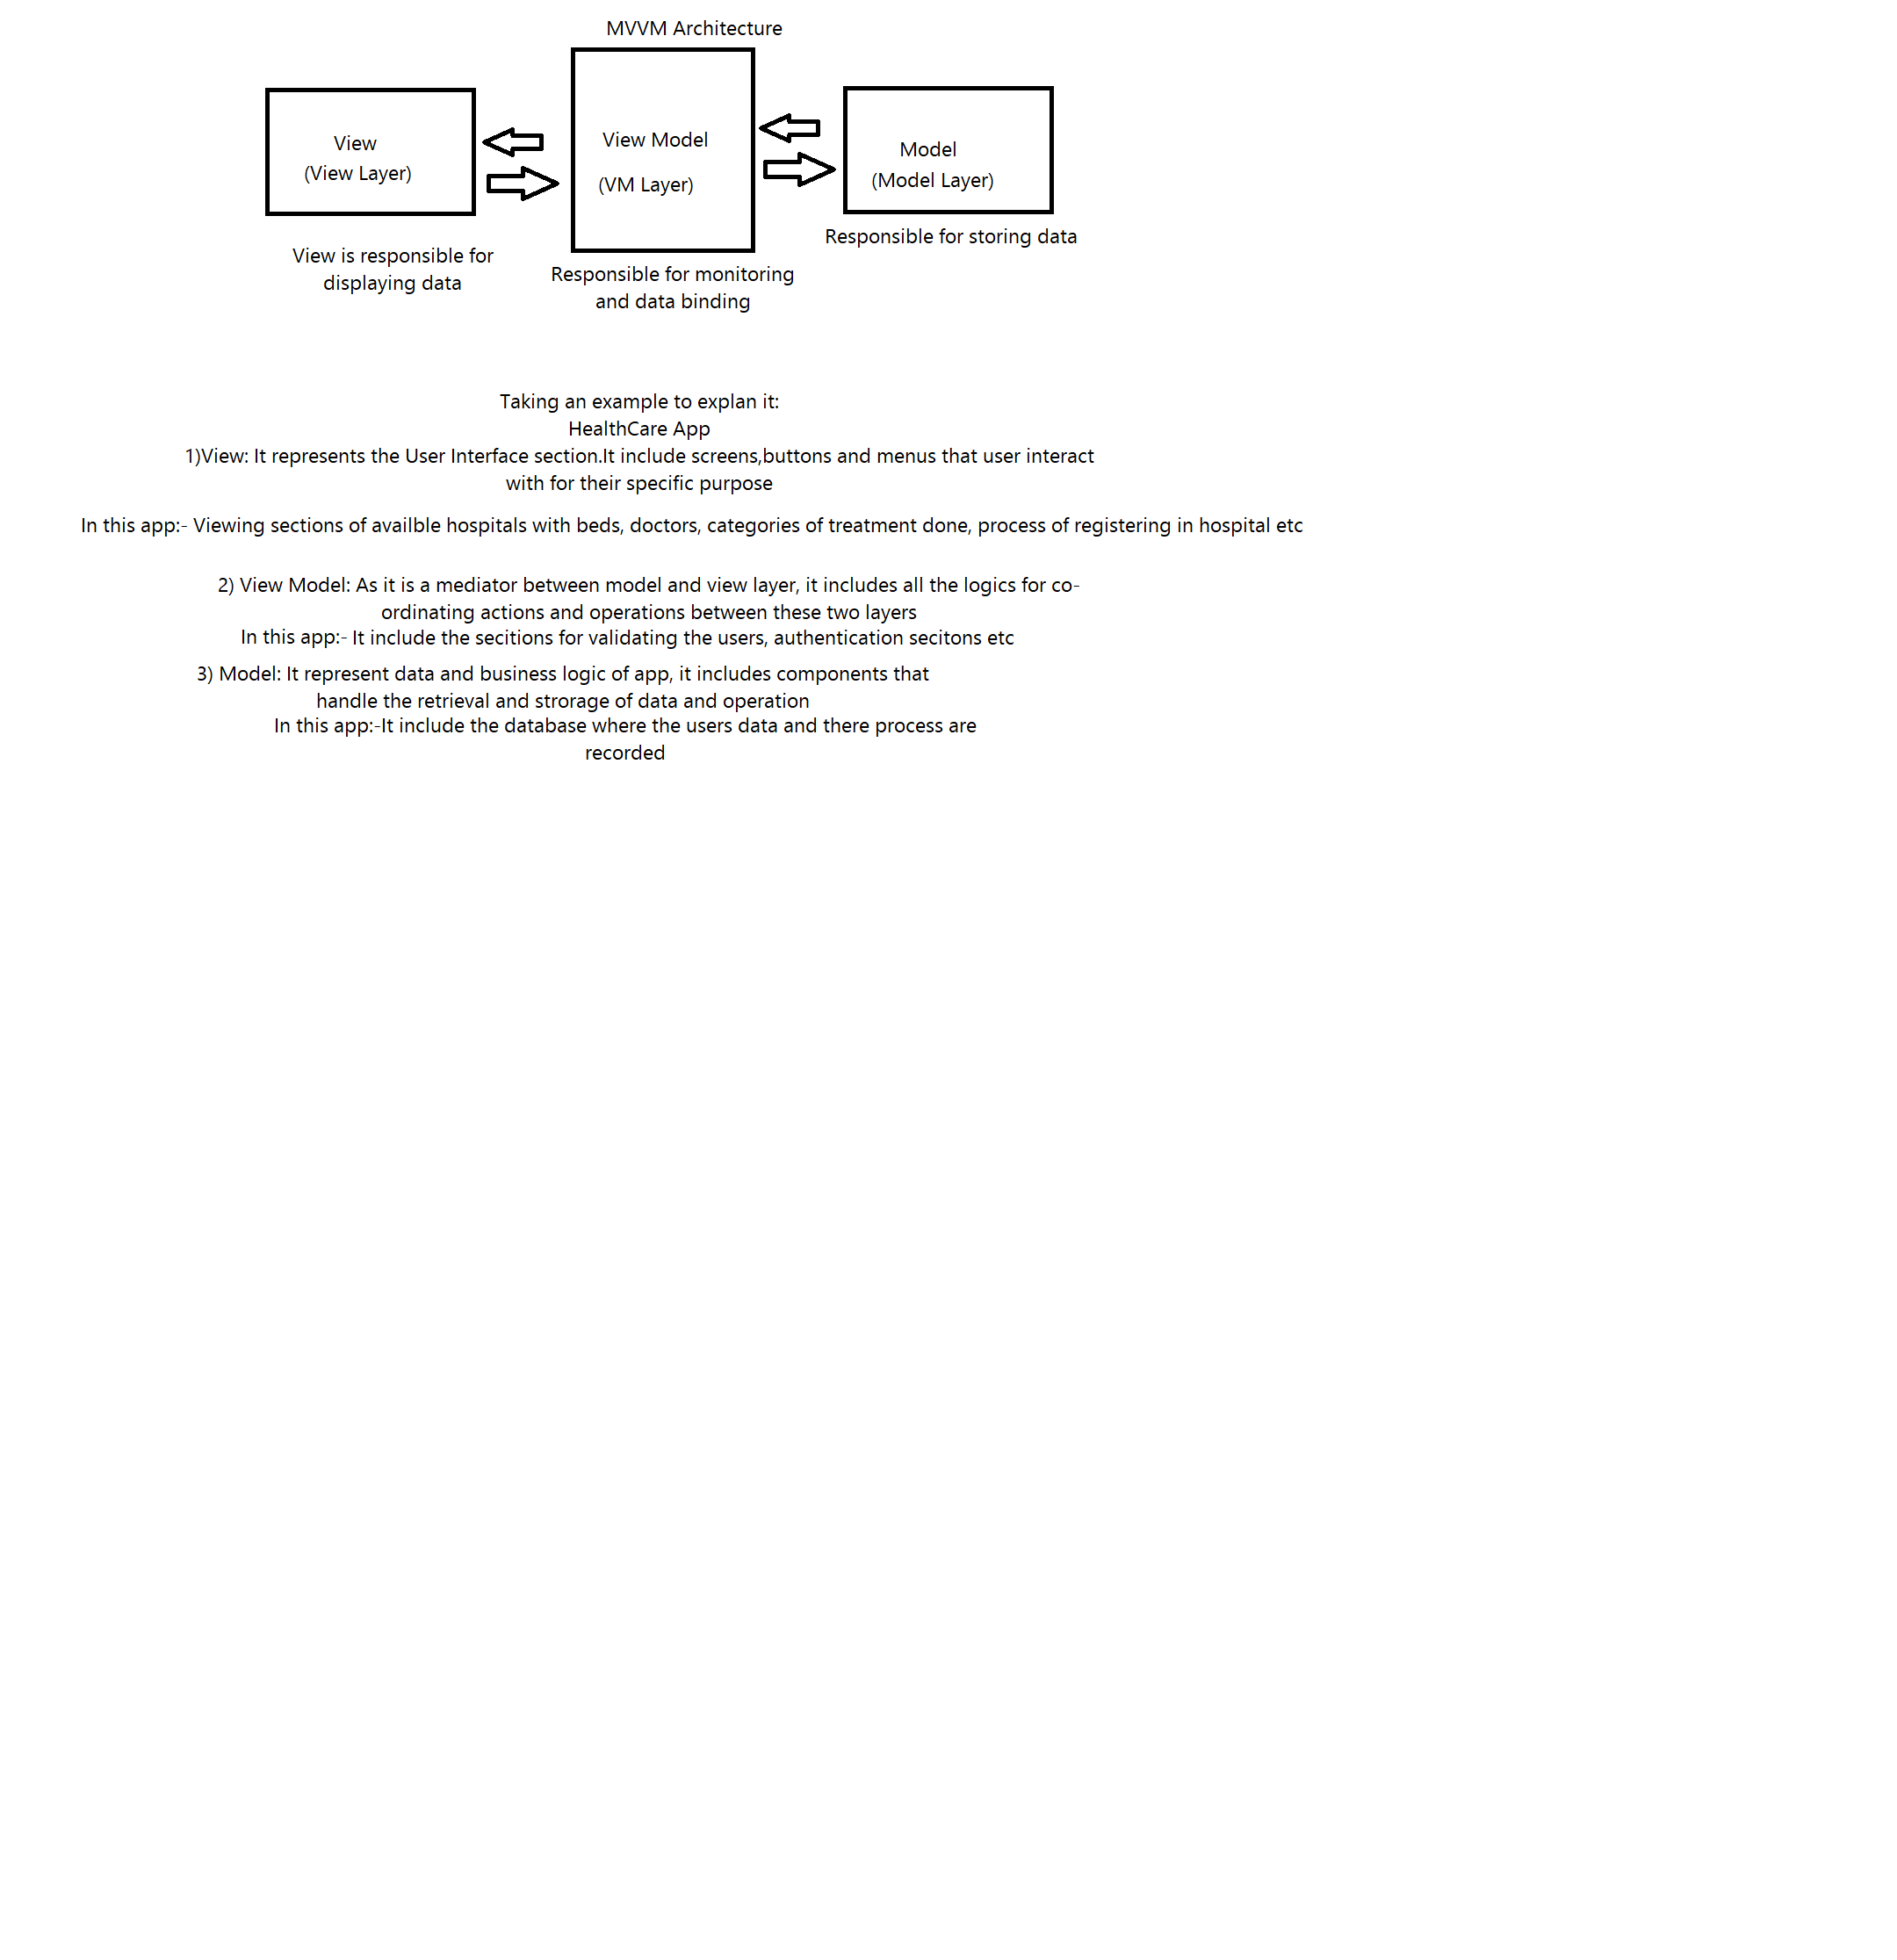 MVVM Architecture
View
(View Layer)
View Model
(VM Layer)
Model
(Model Layer)
View is responsible for
displaying data
Responsible for monitoring
and data binding
Responsible for storing data
Taking an example to explan it:
HealthCare App
1)View: It represents the User Interface section.It include screens,buttons and menus that user interact
with for their specific purpose
In this app:- Viewing sections of availble hospitals with beds, doctors, categories of treatment done, process of registering in hospital etc
2) View Model: As it is a mediator between model and view layer, it includes all the logics for co-
ordinating actions and operations between these two layers
In this app:- It include the secitions for validating the users, authentication secitons etc
3) Model: It represent data and business logic of app, it includes components that
handle the retrieval and strorage of data and operation
In this app:-It include the database where the users data and there process are
recorded